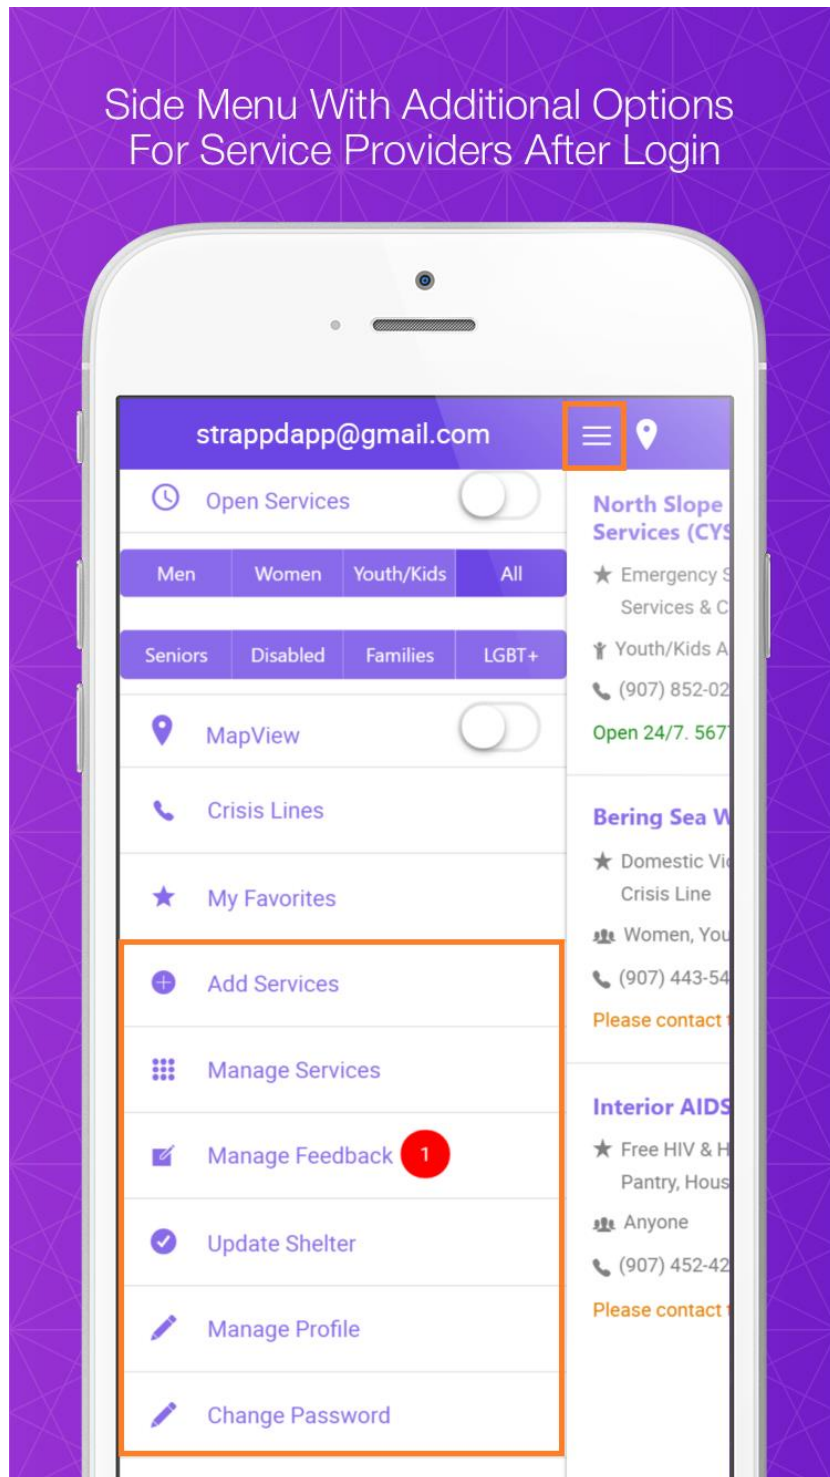 Side Menu With Additional Options
For Service Providers After Login
strappdapp@gmail.com
Open Services
Men Women Youth/Kids All
Seniors Disabled Families LGBT+
MapView
Crisis Lines
My Favorites
Add Services
Manage Services
Manage Feedback 1
Update Shelter
Manage Profile
Change Password
North Slope
Services (CYS
Emergency S
Services & C
Youth/Kids A
(907) 852-02
Open 24/7. 567
Bering Sea W
Domestic Vi
Crisis Line
Women, You
(907) 443-54
Please contact
Interior AIDS
Free HIV & H
Pantry, Hous
Anyone
(907) 452-42
Please contact